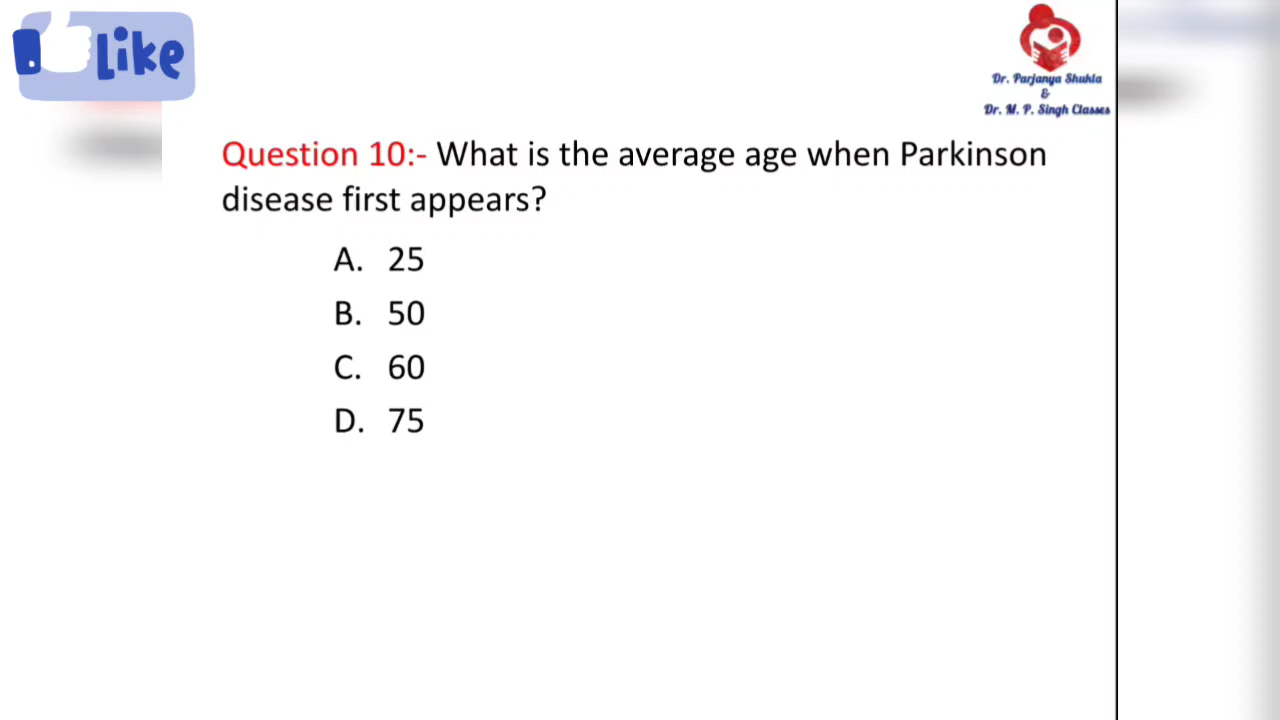 Like
Dr. Parjanya Shukla
&
Dr. M. P. Singh Classes
Question 10:- What is the average age when Parkinson
disease first appears?
A. 25
B. 50
C. 60
D. 75